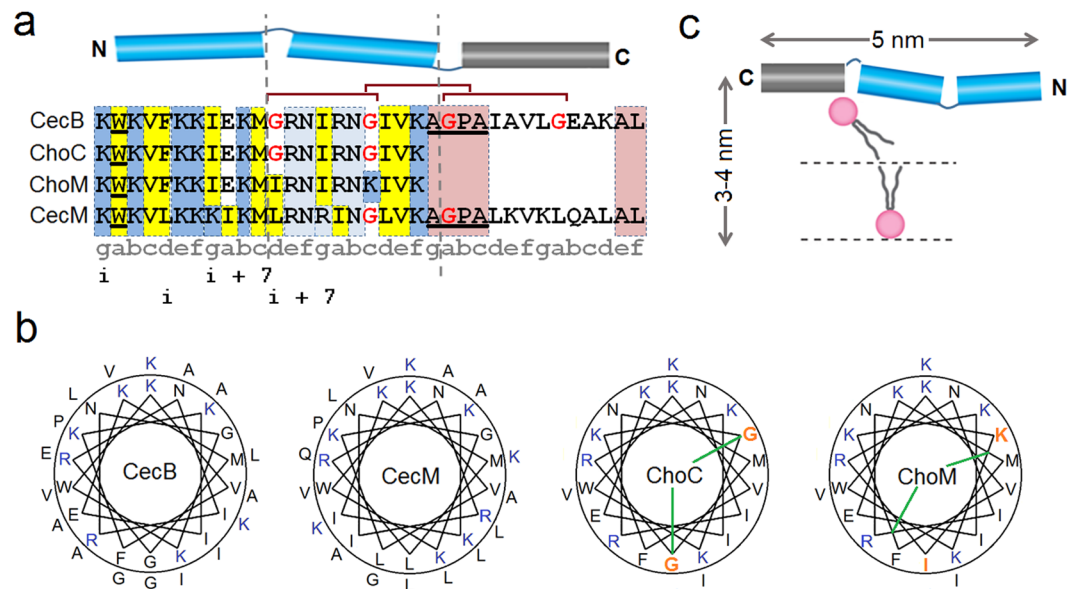 a
N
C
CecB KWKVFKKIEKMGRNIRNGIVKAGPAIAVLGEAKAL
ChoC KWKVFKKIEKMGRNIRNGIVK
ChoM KWKVFKKIEKMIRNIRNKIVK
CecM KWKVLKKKIKMLRNRINGLVKAGPALKVKLQALAL
gabcdefgabcdefgabcdefgabcdefgabcdef
i i + 7
i i + 7
c
5 nm
C
N
3-4 nm
b
K
V A
L K K N A
N K
P K G
E R M L
CecB
W V
V E I A
A R I K
A F G K I
G G I
K
V A
L K K N A
N K
P K G
Q R M K
CecM
W V
V I R A
K I K L
A L L K L
G I L
K
K K N
N K
K G
R M
ChoC
V W V
E I
R I
F G K
I
K
K K N
N K
K K
R M
ChoM
V W V
E I
R I
F I K
I